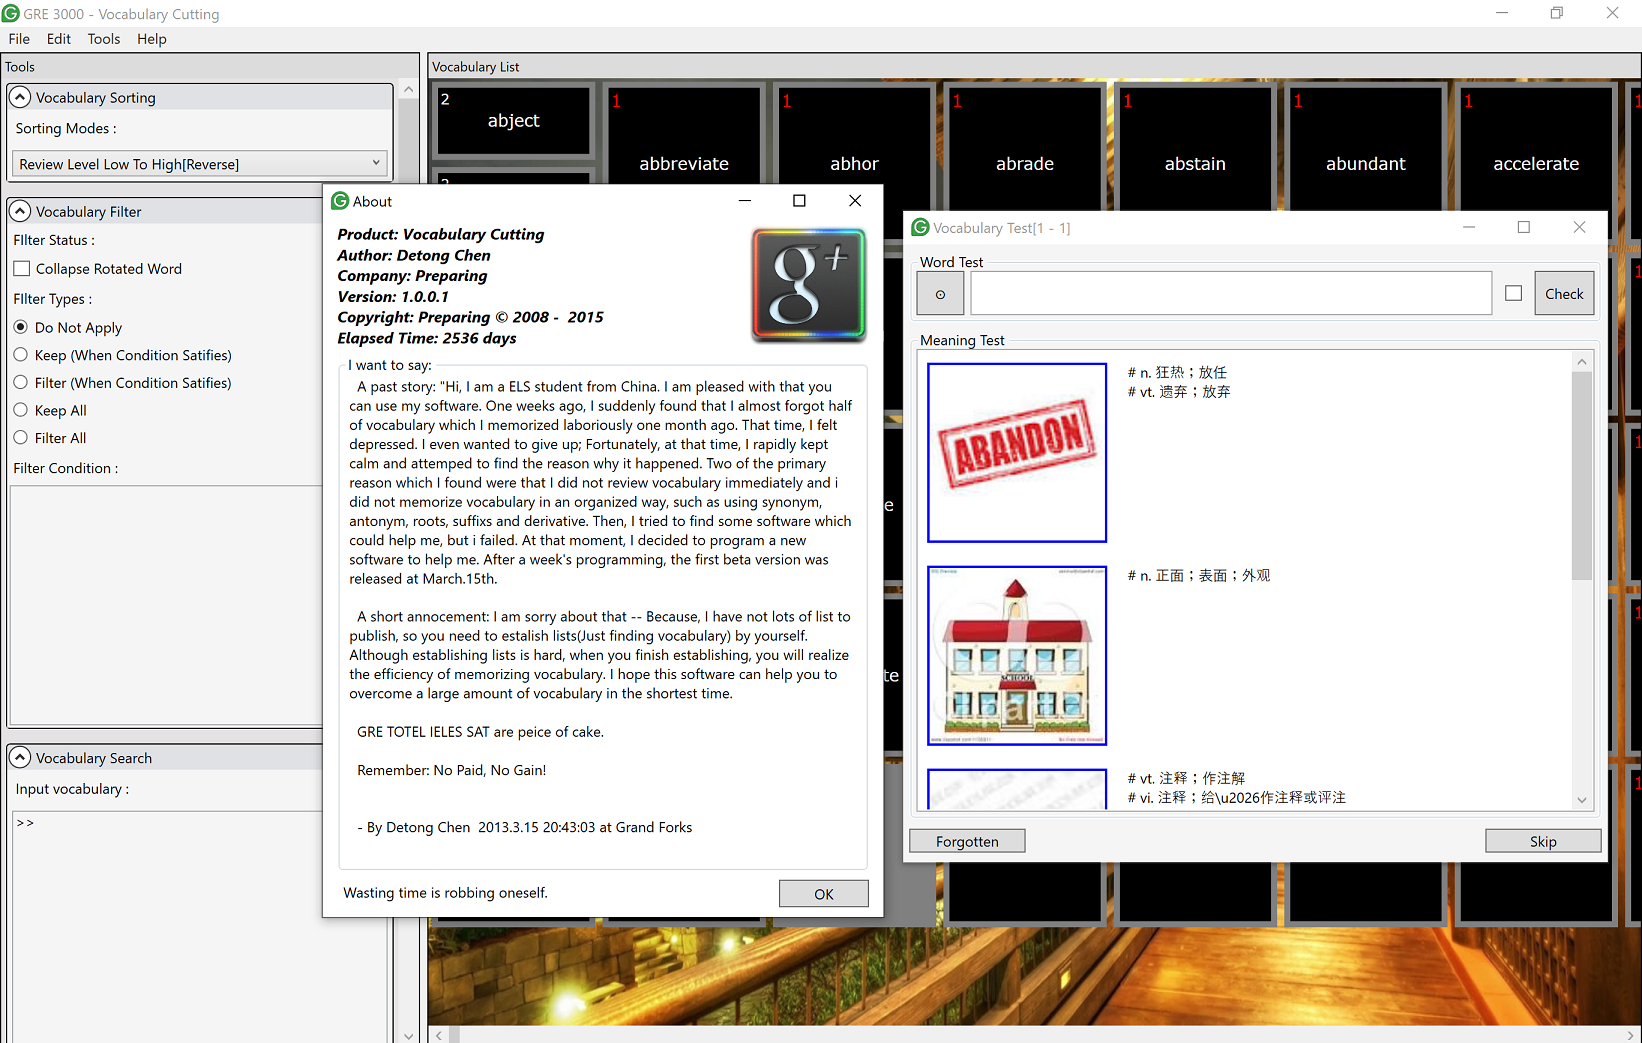 GRE 3000 - Vocabulary Cutting
File Edit Tools Help
Tools
Vocabulary Sorting
Sorting Modes :
Review Level Low To High[Reverse]
Vocabulary Filter
FIlter Status :
Collapse Rotated Word
FIlter Types :
Do Not Apply
Keep (When Condition Satifies)
Filter (When Condition Satifies)
Keep All
Filter All
Filter Condition :
Vocabulary Search
Input vocabulary :
>>
Vocabulary List
2
abject
1
abbreviate
1
abhor
1
abrade
1
abstain
1
abundant
1
accelerate
About
Product: Vocabulary Cutting
Author: Detong Chen
Company: Preparing
Version: 1.0.0.1
Copyright: Preparing © 2008 - 2015
Elapsed Time: 2536 days
g+
I want to say:
A past story: "Hi, I am a ELS student from China. I am pleased with that you
can use my software. One weeks ago, I suddenly found that I almost forgot half
of vocabulary which I memorized laboriously one month ago. That time, I felt
depressed. I even wanted to give up; Fortunately, at that time, I rapidly kept
calm and attemped to find the reason why it happened. Two of the primary
reason which I found were that I did not review vocabulary immediately and i
did not memorize vocabulary in an organized way, such as using synonym,
antonym, roots, suffixs and derivative. Then, I tried to find some software which
could help me, but i failed. At that moment, I decided to program a new
software to help me. After a week's programming, the first beta version was
released at March.15th.
A short annocement: I am sorry about that -- Because, I have not lots of list to
publish, so you need to estalish lists(Just finding vocabulary) by yourself.
Although establishing lists is hard, when you finish establishing, you will realize
the efficiency of memorizing vocabulary. I hope this software can help you to
overcome a large amount of vocabulary in the shortest time.
GRE TOTEL IELES SAT are peice of cake.
Remember: No Paid, No Gain!
- By Detong Chen 2013.3.15 20:43:03 at Grand Forks
Wasting time is robbing oneself.
OK
Vocabulary Test[1 - 1]
Word Test
Check
Meaning Test
ABANDON
# n. 狂热；放任
# vt. 遗弃；放弃
SCHOOL
# n. 正面；表面；外观
# vt. 注释；作注解
# vi. 注释；给\u2026作注释或评注
Forgotten
Skip